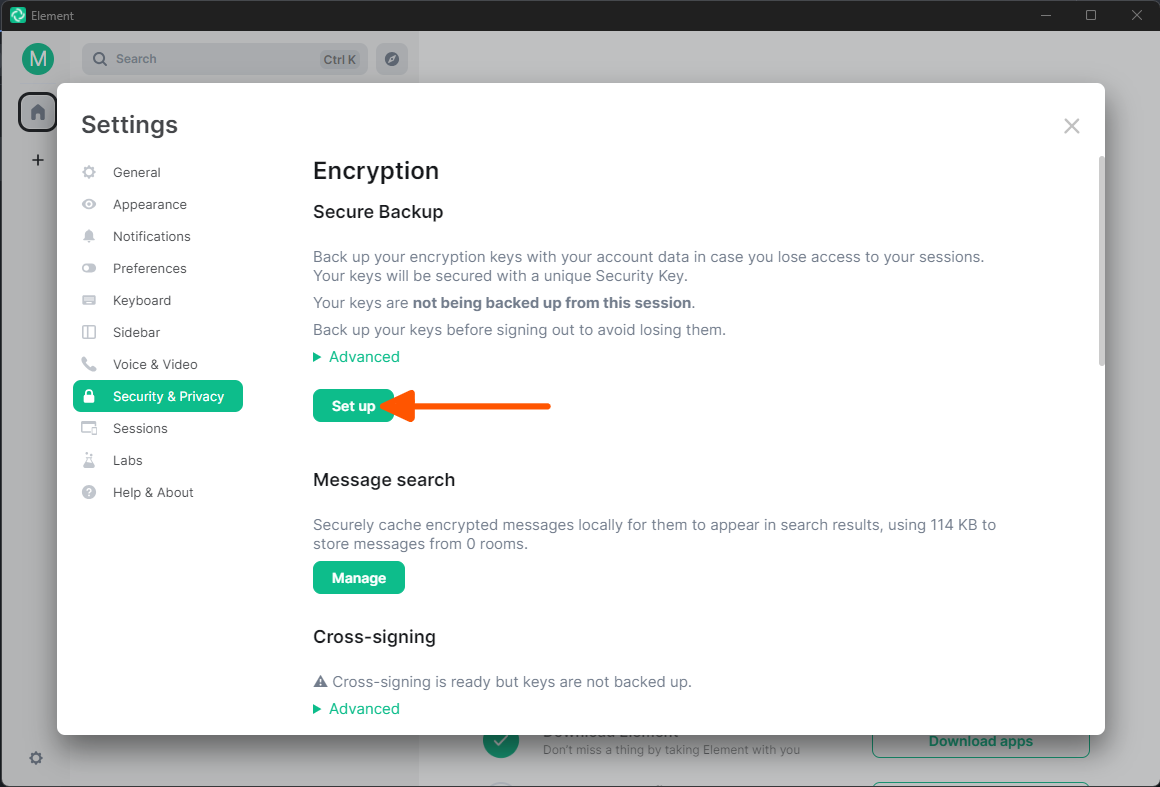 Element
M
Search
Ctrl K
Settings
General
Appearance
Notifications
Preferences
Keyboard
Sidebar
Voice & Video
Security & Privacy
Sessions
Labs
Help & About
Encryption
Secure Backup
Back up your encryption keys with your account data in case you lose access to your sessions.
Your keys will be secured with a unique Security Key.
Your keys are not being backed up from this session.
Back up your keys before signing out to avoid losing them.
Advanced
Set up
Message search
Securely cache encrypted messages locally for them to appear in search results, using 114 KB to
store messages from 0 rooms.
Manage
Cross-signing
Cross-signing is ready but keys are not backed up.
Advanced
Download Element
Don't miss a thing by taking Element with you
Download apps